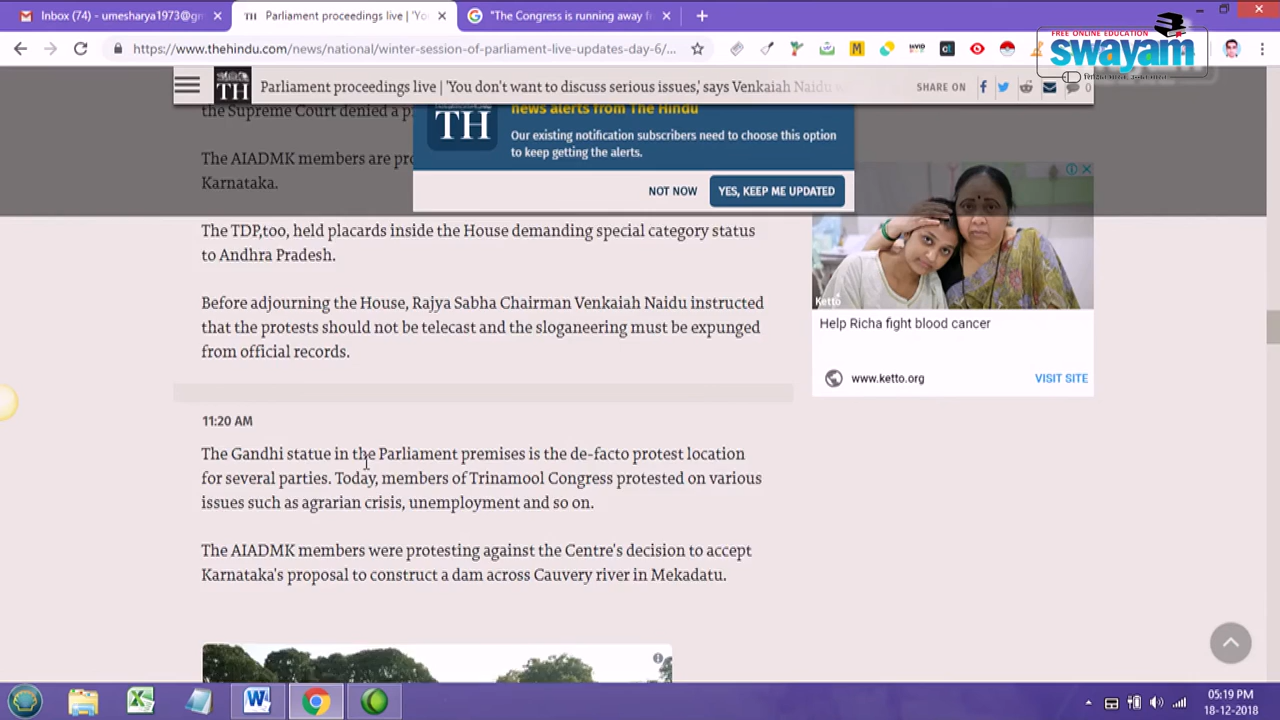 Inbox (74) - umesharya1973@g
TH Parliament proceedings live | 'Yo
"The Congress is running away f
FREE ONLINE EDUCATION
swayam
https://www.thehindu.com/news/national/winter-session-of-parliament-live-updates-day-6/...
TH Parliament proceedings live | 'You don't want to discuss serious issues,' says Venkaiah Naidu
SHARE ON
0
news alerts from The Hindu
the Supreme Court denied a p
TH
Our existing notification subscribers need to choose this option
to keep getting the alerts.
The AIADMK members are pro
Karnataka.
NOT NOW
YES, KEEP ME UPDATED
The TDP,too, held placards inside the House demanding special category status
to Andhra Pradesh.
Before adjourning the House, Rajya Sabha Chairman Venkaiah Naidu instructed
that the protests should not be telecast and the sloganeering must be expunged
from official records.
Ketto
Help Richa fight blood cancer
www.ketto.org
VISIT SITE
11:20 AM
The Gandhi statue in the Parliament premises is the de-facto protest location
for several parties. Today, members of Trinamool Congress protested on various
issues such as agrarian crisis, unemployment and so on.
The AIADMK members were protesting against the Centre's decision to accept
Karnataka's proposal to construct a dam across Cauvery river in Mekadatu.
05:19 PM
18-12-2018